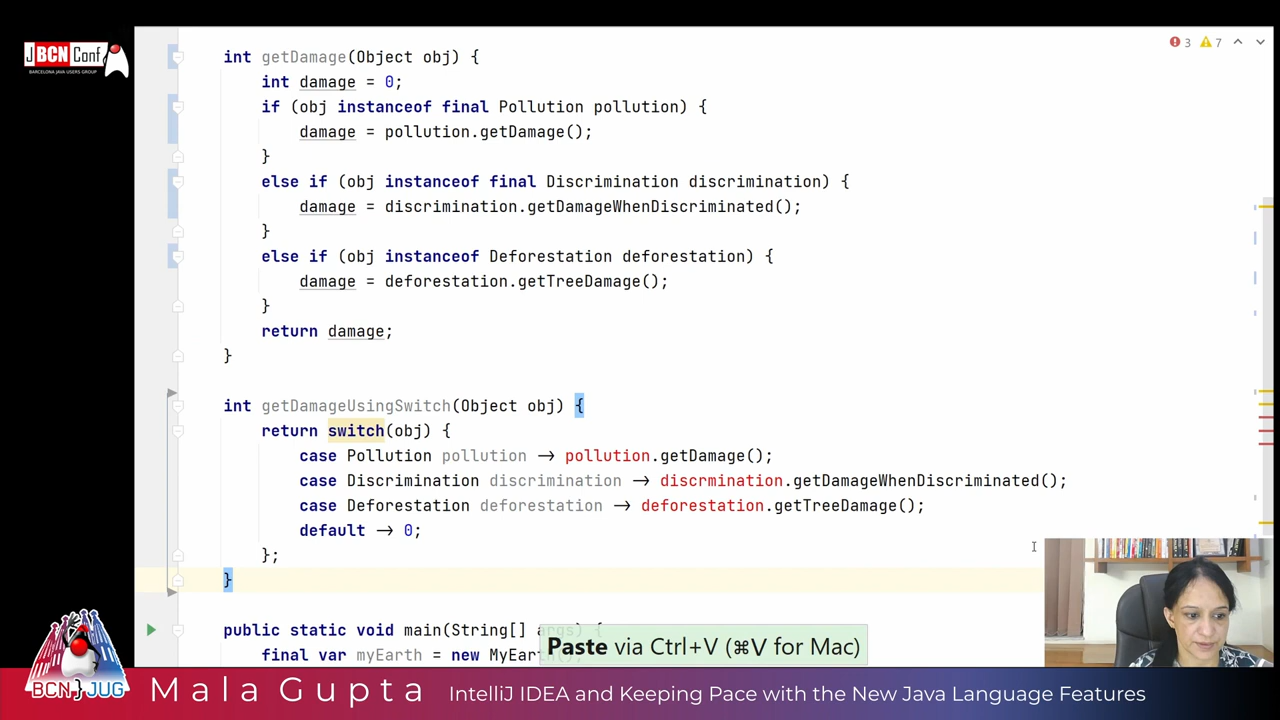 JBCNConf
BARCELONA JAVA USERS GROUP
3 7
int getDamage(Object obj) {
int damage = 0;
if (obj instanceof final Pollution pollution) {
damage = pollution.getDamage();
}
else if (obj instanceof final Discrimination discrimination) {
damage = discrimination.getDamageWhenDiscriminated();
}
else if (obj instanceof Deforestation deforestation) {
damage = deforestation.getTreeDamage();
}
return damage;
}
int getDamageUsingSwitch(Object obj) {
return switch(obj) {
case Pollution pollution -> pollution.getDamage();
case Discrimination discrimination -> discrmination.getDamageWhenDiscriminated();
case Deforestation deforestation -> deforestation.getTreeDamage();
default -> 0;
};
}
public static void main(String[] args) {
final var myEarth = new MyEarth();
Paste via Ctrl+V (⌘V for Mac)
BCN}JUG
Mala Gupta IntelliJ IDEA and Keeping Pace with the New Java Language Features